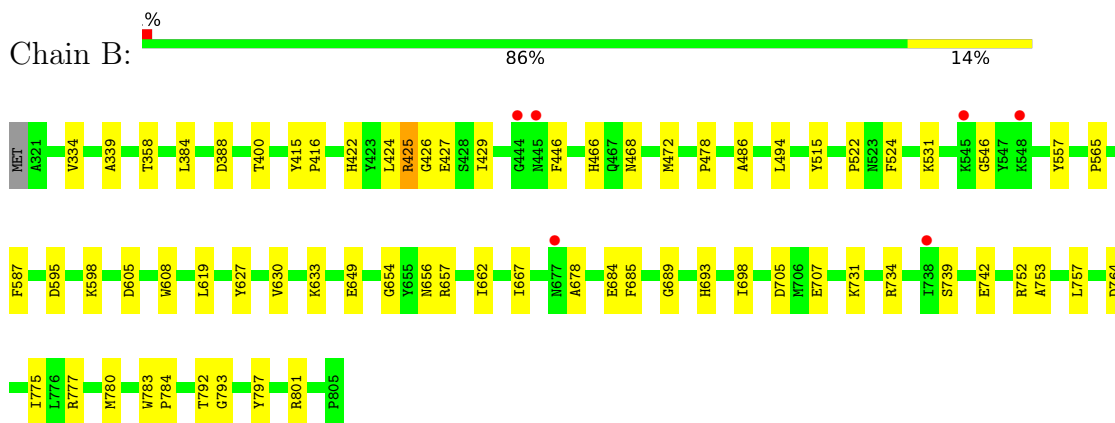 %
Chain B:
86% 14%
MET A321 V334 A339 T358 L384 D388 T400 Y415 P416 H422 Y423 L424 R425 G426 E427 S428 I429 G444 N445 F446 H466 Q467 N468 M472 P478 A486 L494 Y515 P522 N523 F524 K531 K545 G546 Y547 K548 Y557 P565
F587 D595 K598 D605 W608 L619 Y627 V630 K633 E649 G654 Y655 N656 R657 I662 I667 N677 A678 E684 F685 G689 H693 I698 D705 M706 E707 K731 R734 I738 S739 E742 R752 A753 L757
I775 L776 R777 M780 W783 P784 T792 G793 Y797 R801 P805